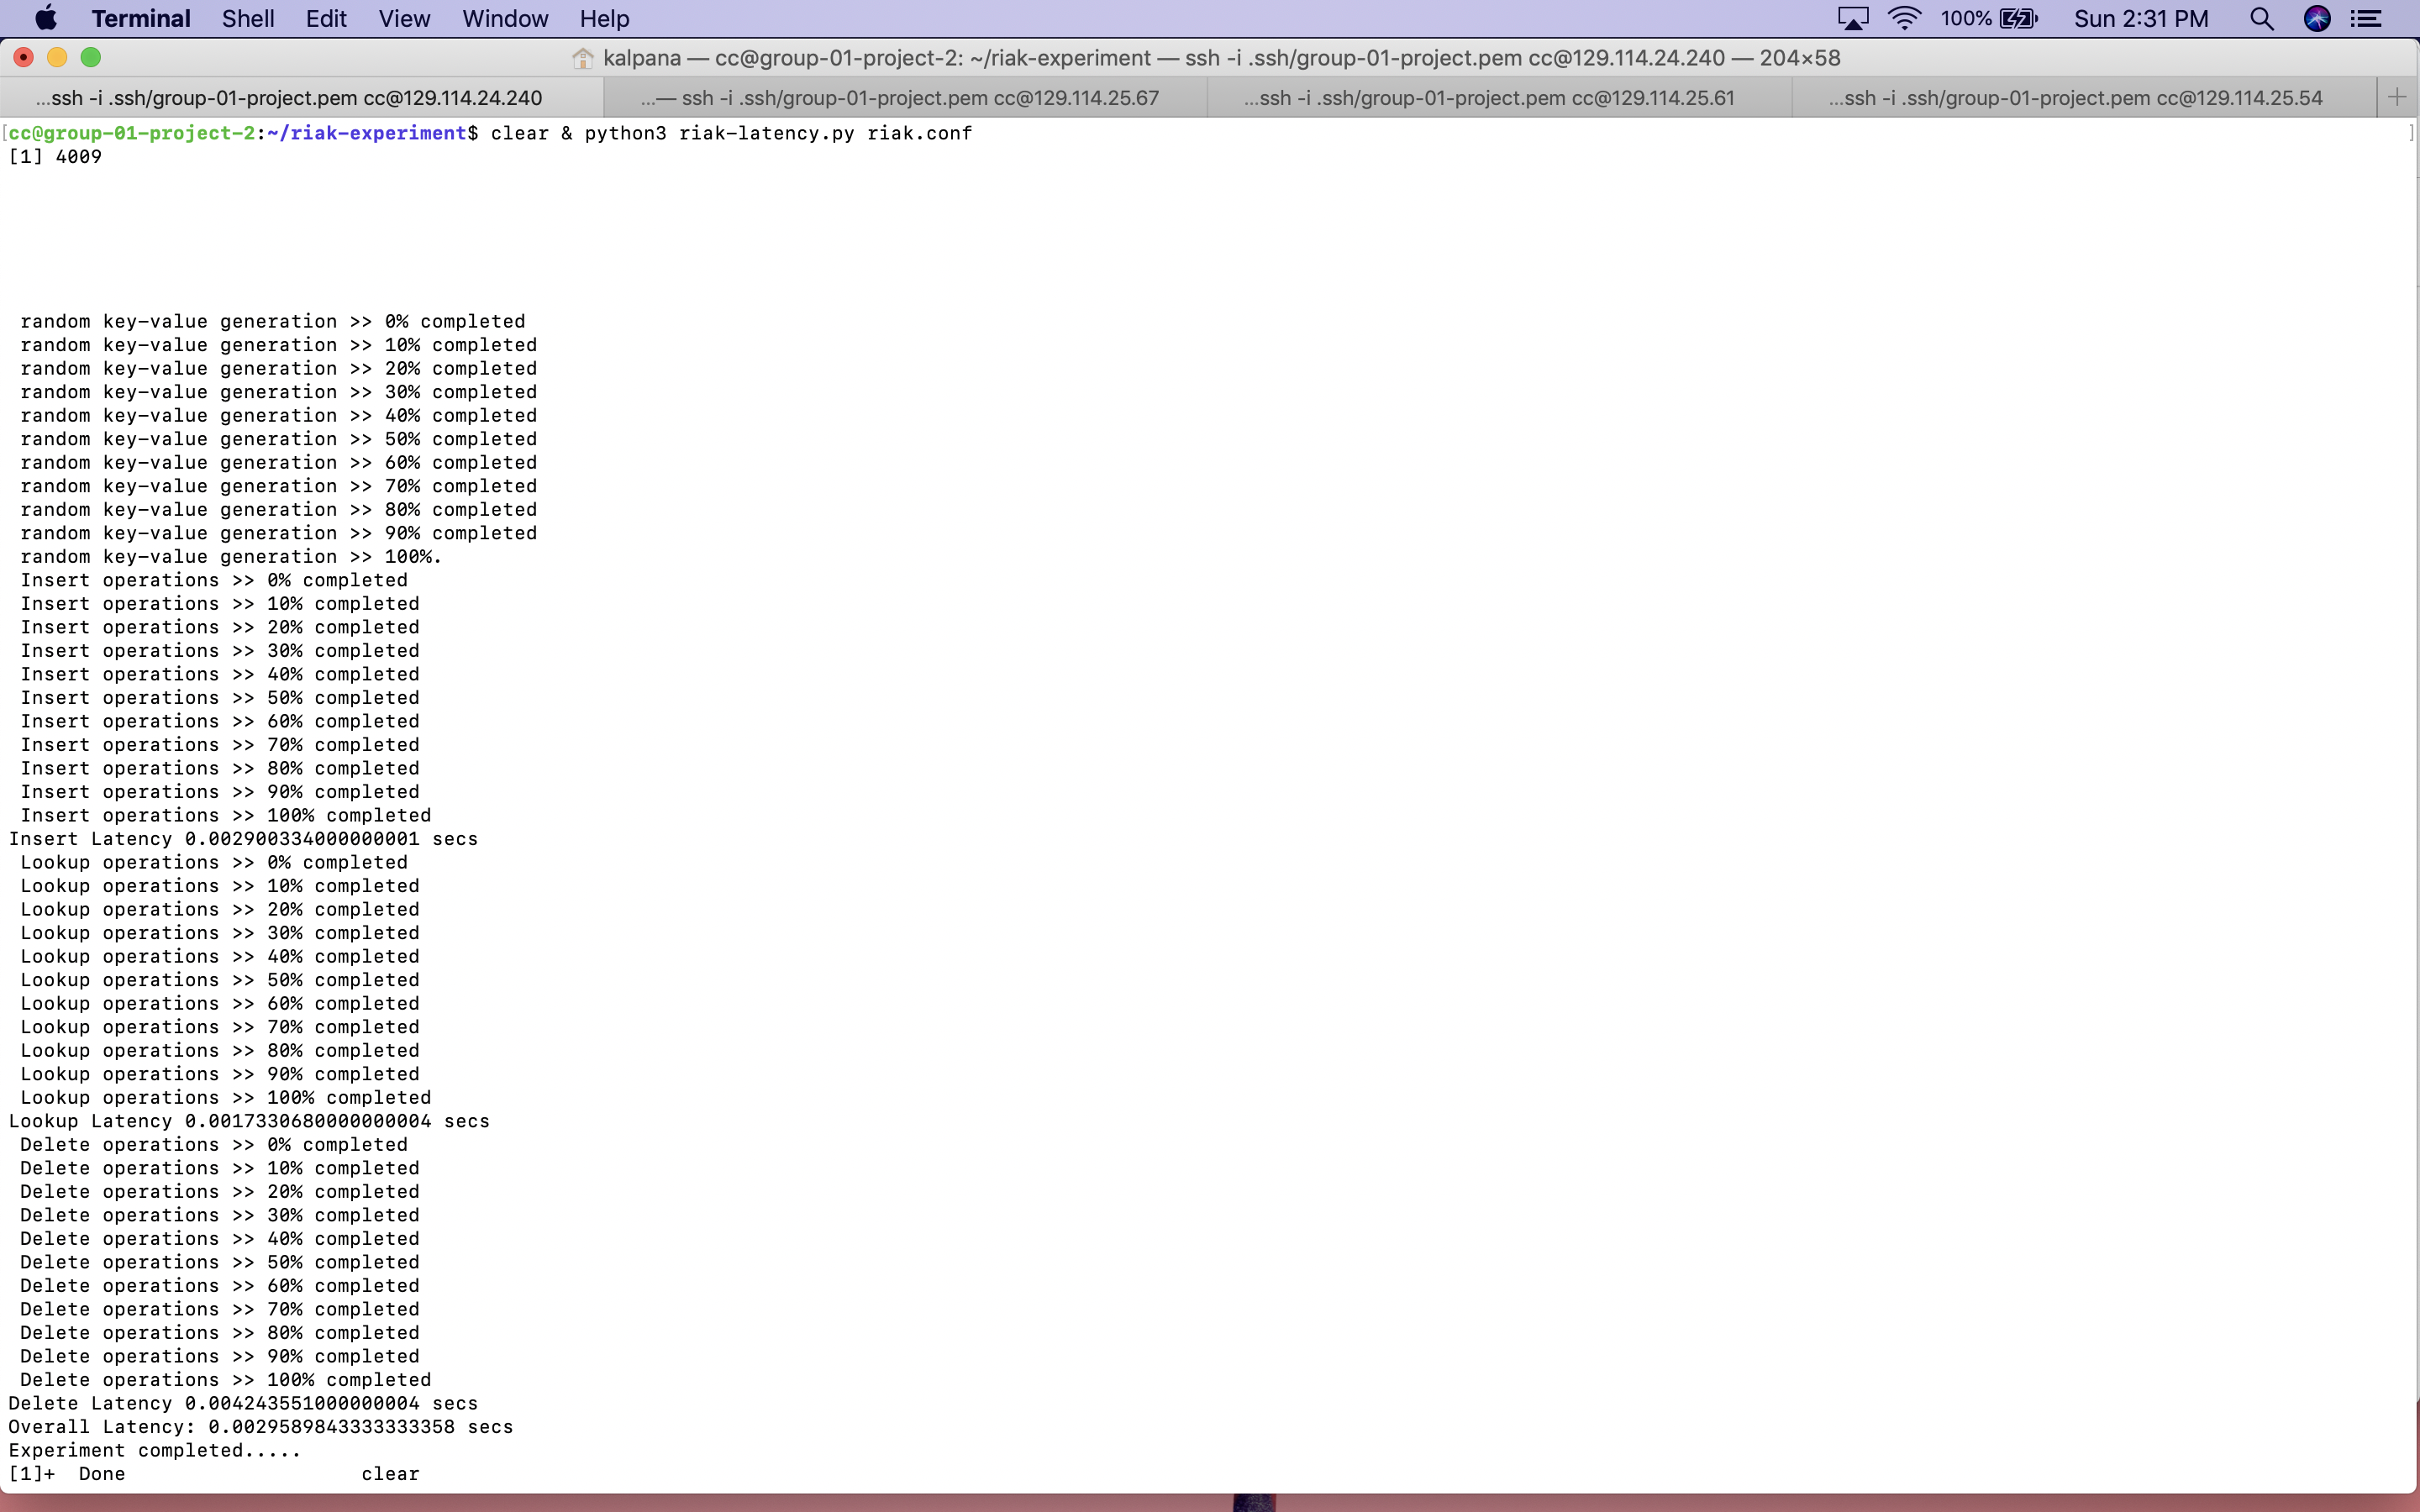 Terminal Shell Edit View Window Help 100% Sun 2:31 PM
kalpana — cc@group-01-project-2: ~/riak-experiment — ssh -i .ssh/group-01-project.pem cc@129.114.24.240 — 204×58
...ssh -i .ssh/group-01-project.pem cc@129.114.24.240 ...— ssh -i .ssh/group-01-project.pem cc@129.114.25.67 ...ssh -i .ssh/group-01-project.pem cc@129.114.25.61 ...ssh -i .ssh/group-01-project.pem cc@129.114.25.54 +
[cc@group-01-project-2:~/riak-experiment$ clear & python3 riak-latency.py riak.conf ]
[1] 4009
random key-value generation >> 0% completed
random key-value generation >> 10% completed
random key-value generation >> 20% completed
random key-value generation >> 30% completed
random key-value generation >> 40% completed
random key-value generation >> 50% completed
random key-value generation >> 60% completed
random key-value generation >> 70% completed
random key-value generation >> 80% completed
random key-value generation >> 90% completed
random key-value generation >> 100%.
Insert operations >> 0% completed
Insert operations >> 10% completed
Insert operations >> 20% completed
Insert operations >> 30% completed
Insert operations >> 40% completed
Insert operations >> 50% completed
Insert operations >> 60% completed
Insert operations >> 70% completed
Insert operations >> 80% completed
Insert operations >> 90% completed
Insert operations >> 100% completed
Insert Latency 0.002900334000000001 secs
Lookup operations >> 0% completed
Lookup operations >> 10% completed
Lookup operations >> 20% completed
Lookup operations >> 30% completed
Lookup operations >> 40% completed
Lookup operations >> 50% completed
Lookup operations >> 60% completed
Lookup operations >> 70% completed
Lookup operations >> 80% completed
Lookup operations >> 90% completed
Lookup operations >> 100% completed
Lookup Latency 0.0017330680000000004 secs
Delete operations >> 0% completed
Delete operations >> 10% completed
Delete operations >> 20% completed
Delete operations >> 30% completed
Delete operations >> 40% completed
Delete operations >> 50% completed
Delete operations >> 60% completed
Delete operations >> 70% completed
Delete operations >> 80% completed
Delete operations >> 90% completed
Delete operations >> 100% completed
Delete Latency 0.004243551000000004 secs
Overall Latency: 0.0029589843333333358 secs
Experiment completed.....
[1]+ Done clear